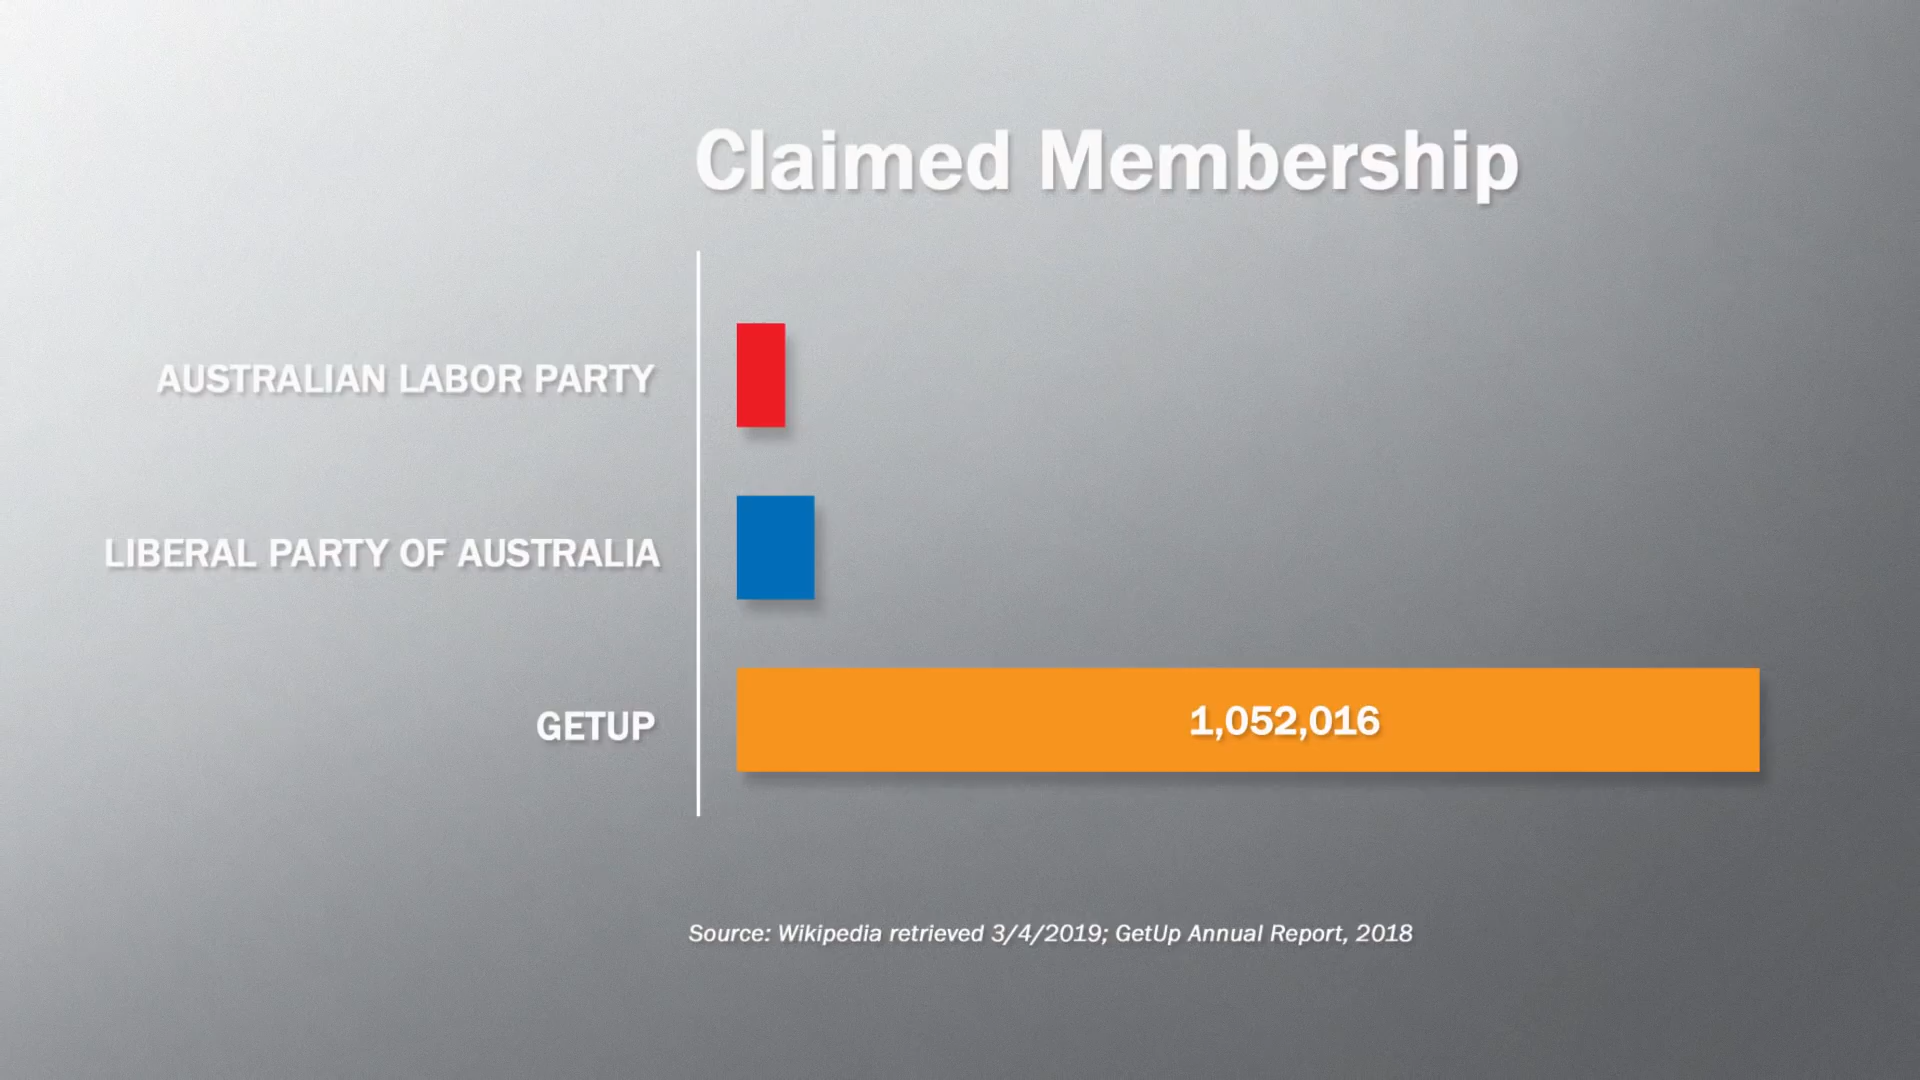 Claimed Membership
AUSTRALIAN LABOR PARTY
LIBERAL PARTY OF AUSTRALIA
GETUP
1,052,016
Source: Wikipedia retrieved 3/4/2019; GetUp Annual Report, 2018